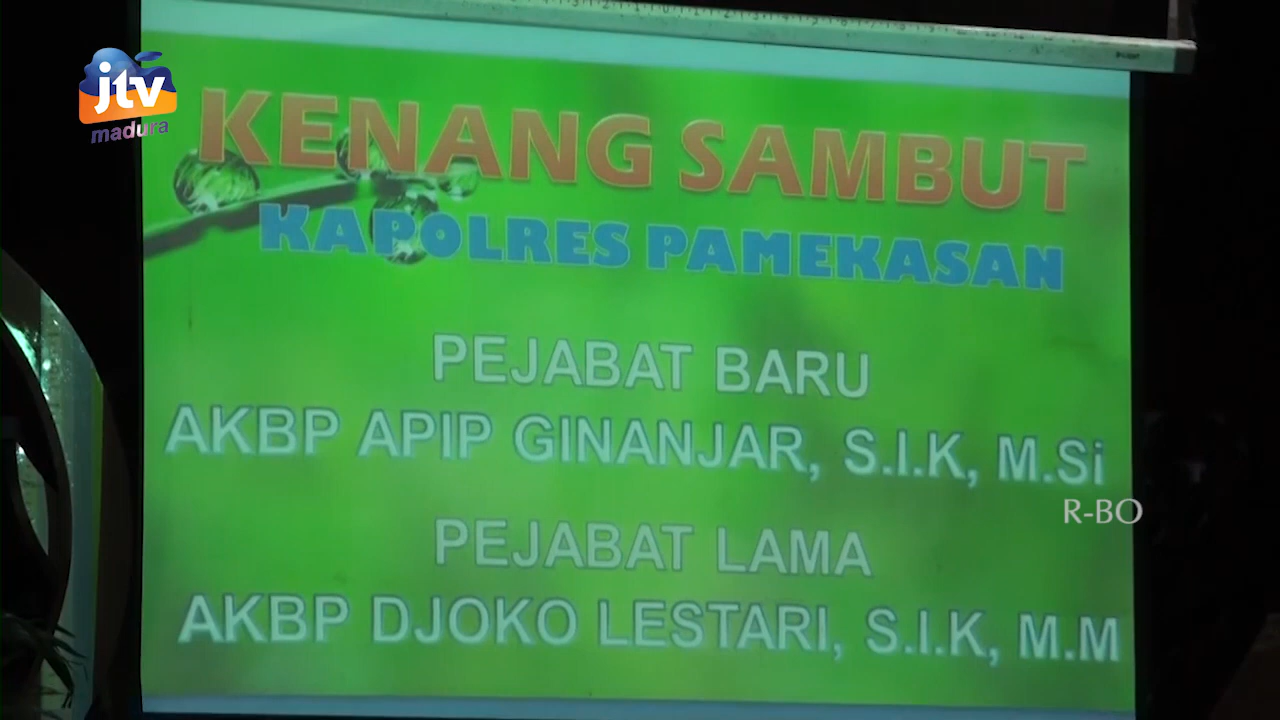 jtv
madura
KENANG SAMBUT
KAPOLRES PAMEKASAN
PEJABAT BARU
AKBP APIP GINANJAR, S.I.K, M.Si
R-BO
PEJABAT LAMA
AKBP DJOKO LESTARI, S.I.K, M.M